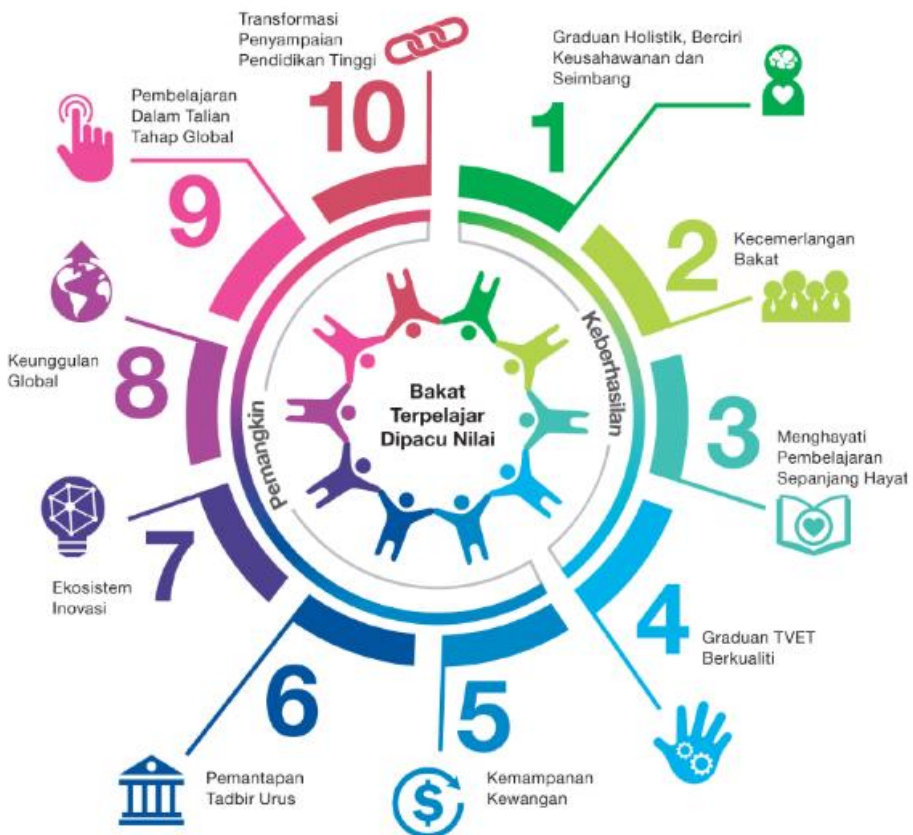 1
Graduan Holistik, Berciri
Keusahawanan dan
Seimbang
2
Kecemerlangan
Bakat
3
Menghayati
Pembelajaran
Sepanjang Hayat
4
Graduan TVET
Berkualiti
5
Kemampanan
Kewangan
6
Pemantapan
Tadbir Urus
7
Ekosistem
Inovasi
8
Keunggulan
Global
9
Pembelajaran
Dalam Talian
Tahap Global
10
Transformasi
Penyampaian
Pendidikan Tinggi
Keberhasilan
Pemangkin
Bakat
Terpelajar
Dipacu Nilai
$